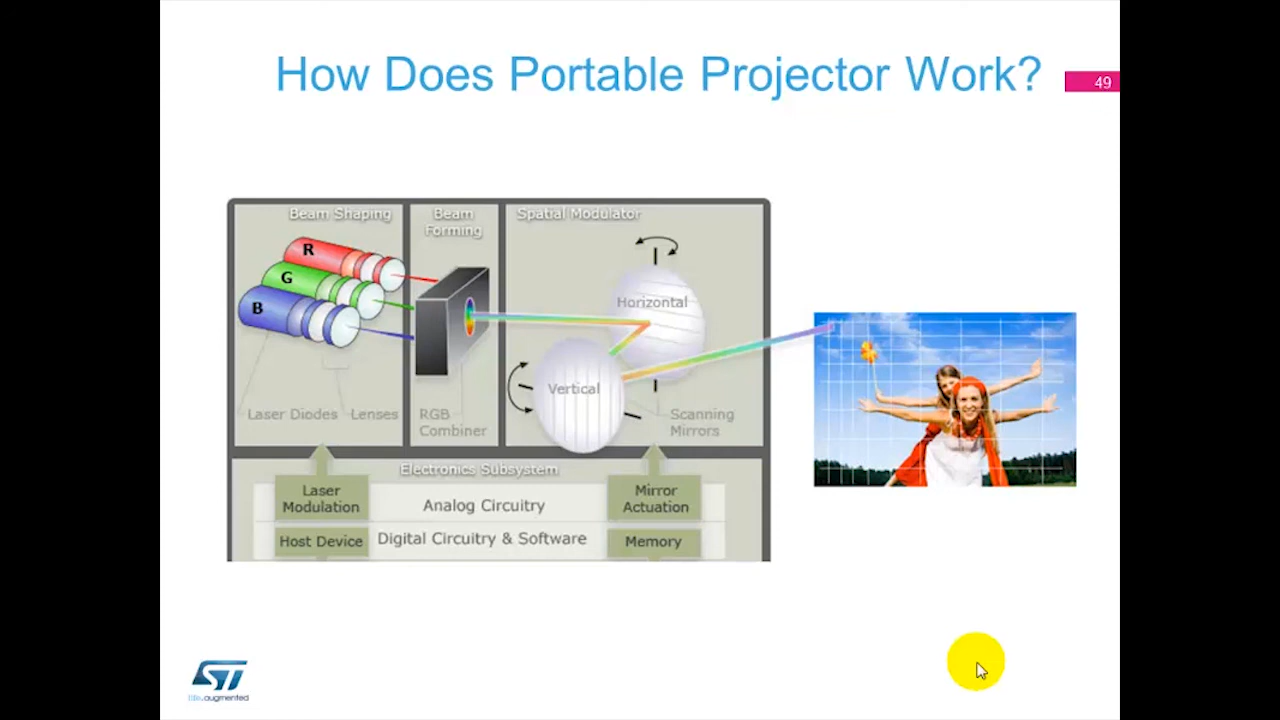 How Does Portable Projector Work?
49
Beam Shaping
Beam
Forming
Spatial Modulator
R
G
B
Horizontal
Vertical
Laser Diodes
Lenses
RGB
Combiner
Scanning
Mirrors
Electronics Subsystem
Laser
Modulation
Analog Circuitry
Mirror
Actuation
Host Device
Digital Circuitry & Software
Memory
ST
life.augmented